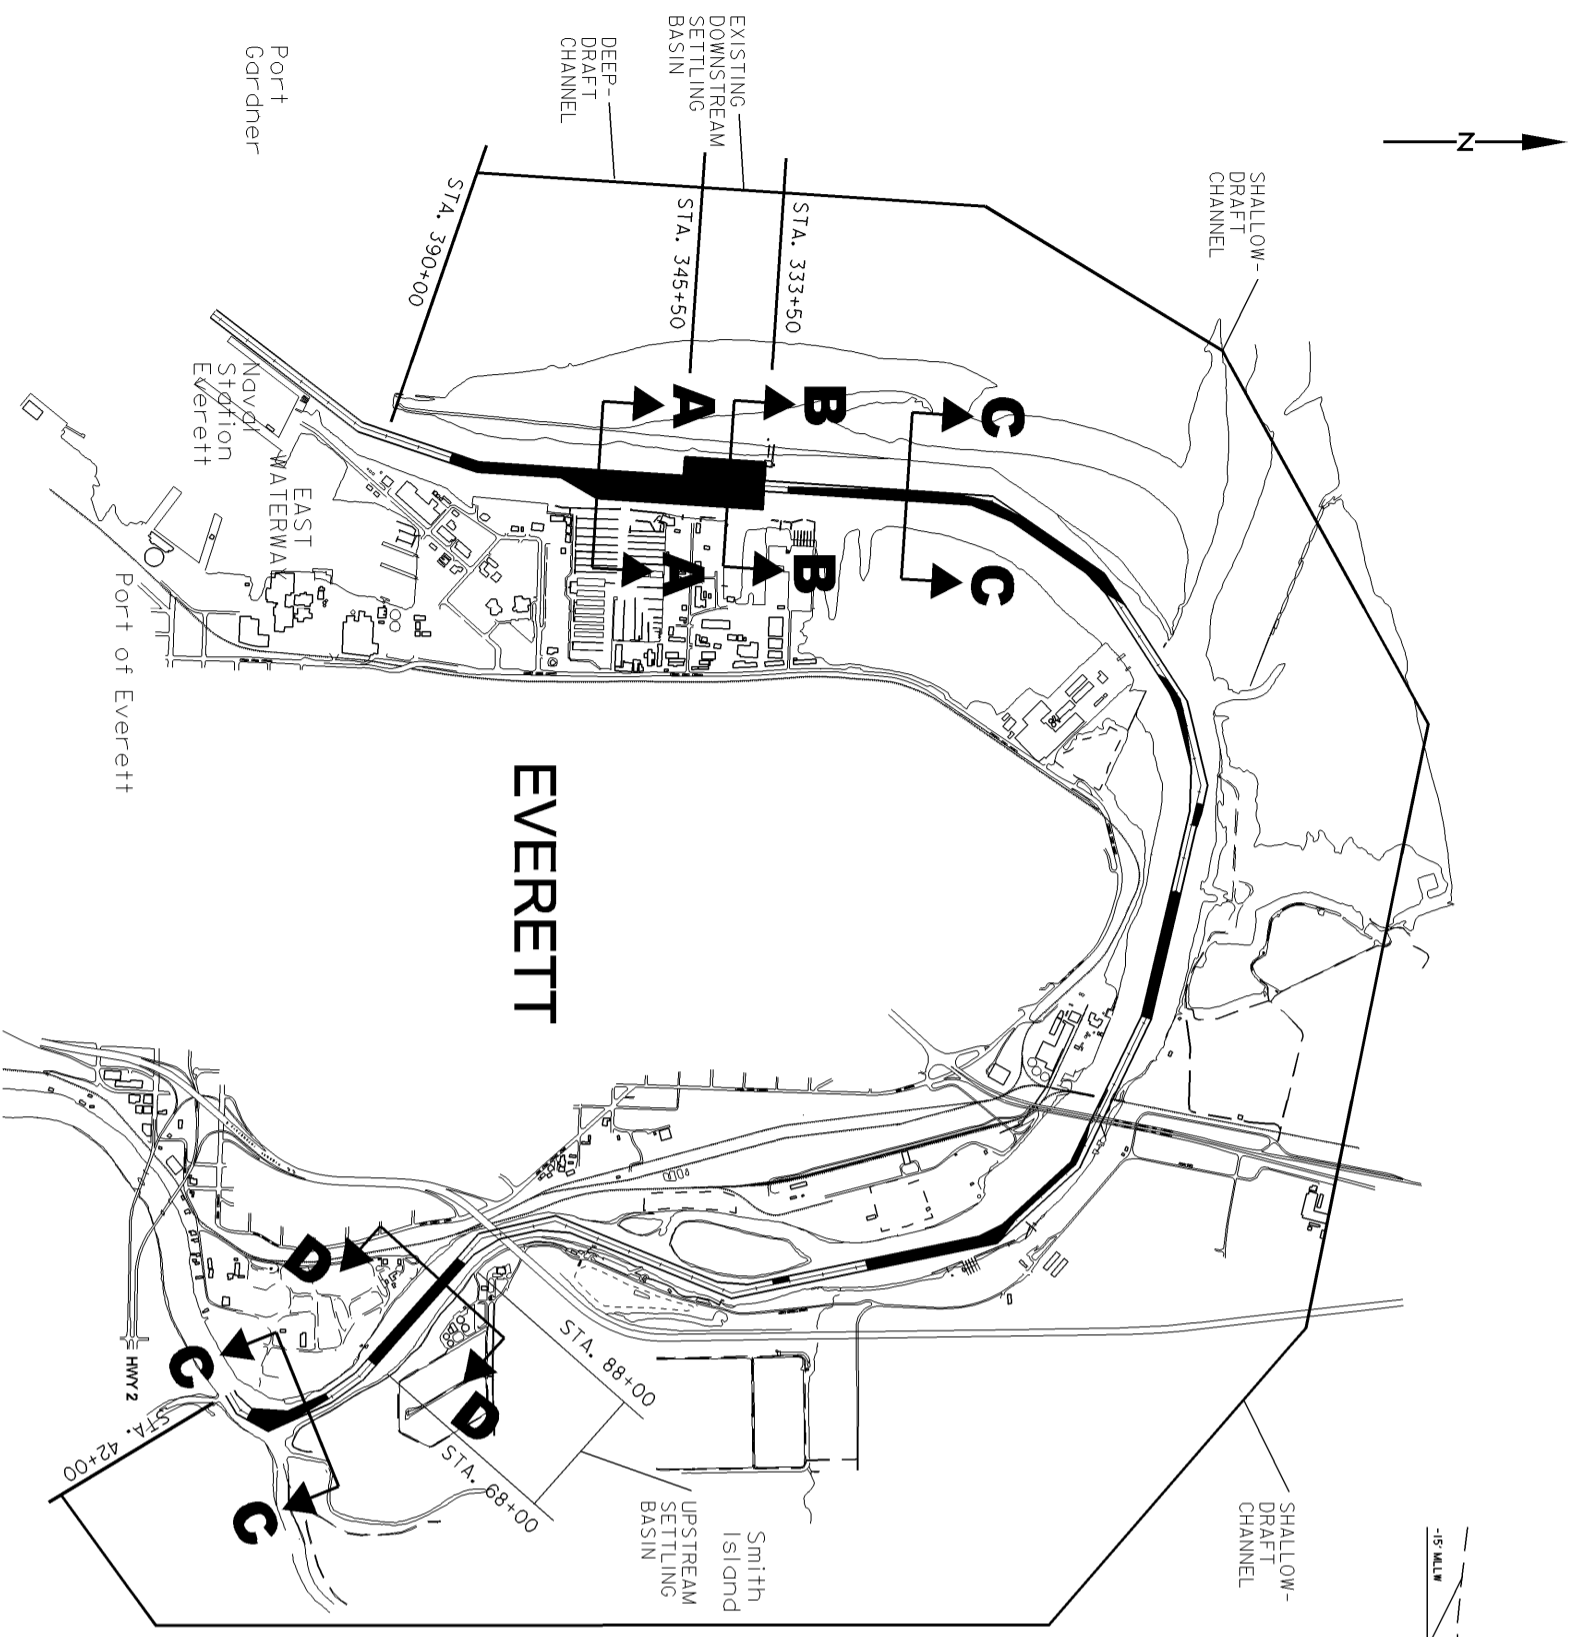 Port
Gardner
DEEP-
DRAFT
CHANNEL
EXISTING
DOWNSTREAM
SETTLING
BASIN
SHALLOW-
DRAFT
CHANNEL
Z
STA. 390+00
STA. 345+50
STA. 333+50
A
B
C
A
B
C
Naval
Station
Everett
EAST
WATERWAY
Port of Everett
EVERETT
D
D
C
C
HWY 2
STA. 42+00
STA. 88+00
STA. 69+00
UPSTREAM
SETTLING
BASIN
Smith
Island
SHALLOW-
DRAFT
CHANNEL
-15' MLLW